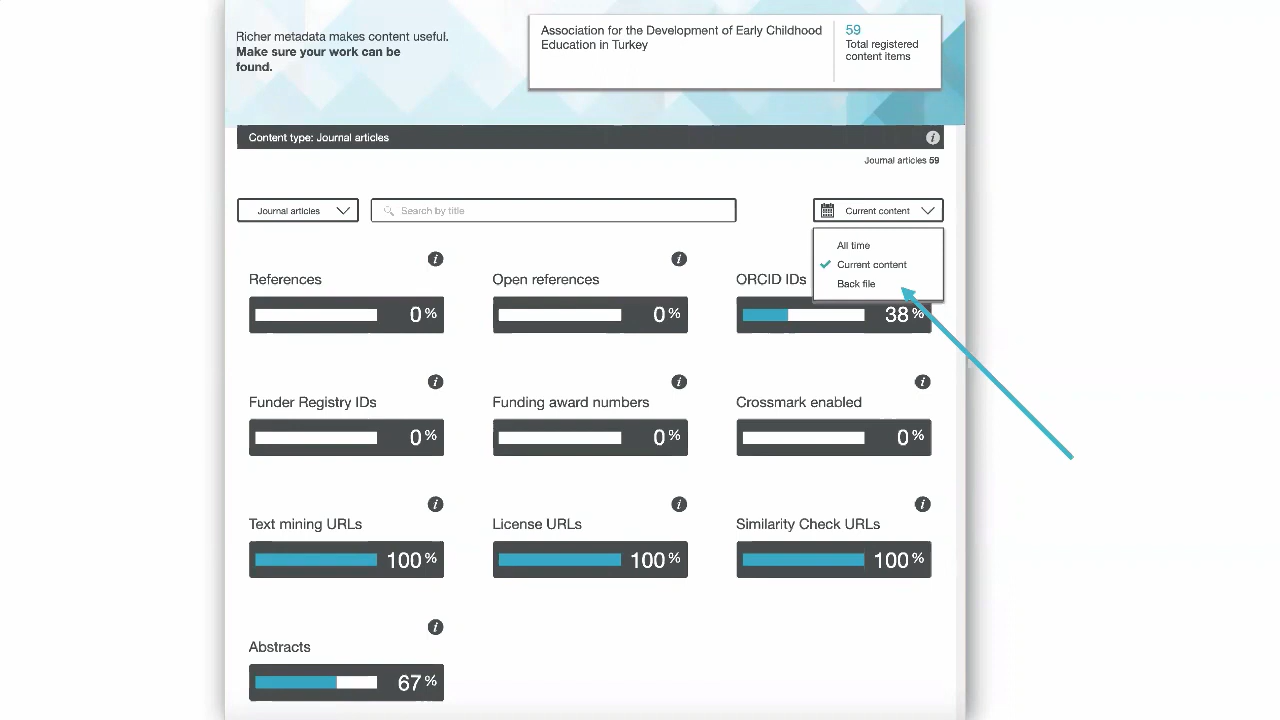 Richer metadata makes content useful.
Make sure your work can be
found.
Association for the Development of Early Childhood
Education in Turkey
59
Total registered
content items
Content type: Journal articles
Journal articles 59
Journal articles
Search by title
Current content
All time
Current content
Back file
References
0%
Open references
0%
ORCID IDs
38%
Funder Registry IDs
0%
Funding award numbers
0%
Crossmark enabled
0%
Text mining URLs
100%
License URLs
100%
Similarity Check URLs
100%
Abstracts
67%